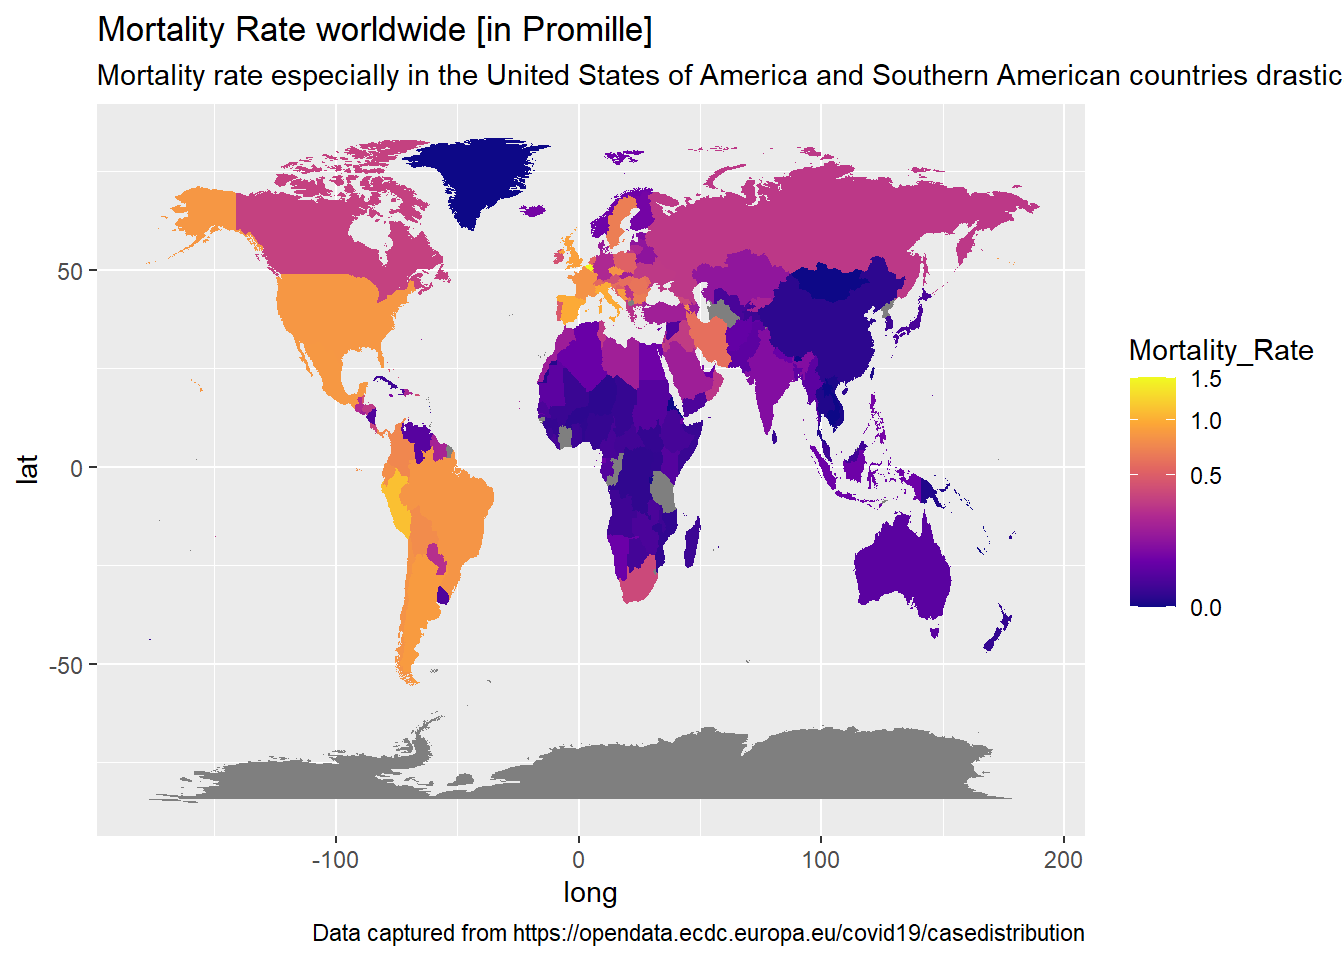 Mortality Rate worldwide [in Promille]
Mortality rate especially in the United States of America and Southern American countries drastic
Mortality_Rate
1.5
1.0
0.5
0.0
50
0
-50
lat
-100
0
100
200
long
Data captured from https://opendata.ecdc.europa.eu/covid19/casedistribution